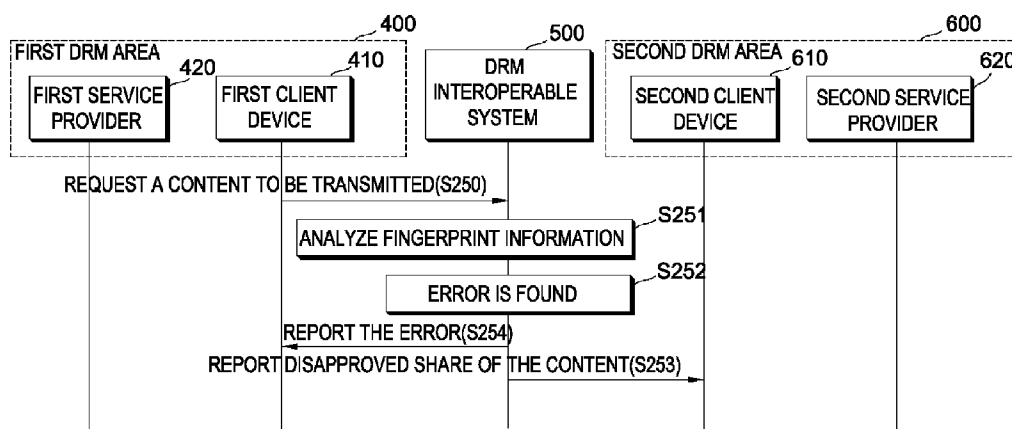 400
500
600
FIRST DRM AREA
420
410
FIRST SERVICE
PROVIDER
FIRST CLIENT
DEVICE
DRM
INTEROPERABLE
SYSTEM
SECOND DRM AREA
610
620
SECOND CLIENT
DEVICE
SECOND SERVICE
PROVIDER
REQUEST A CONTENT TO BE TRANSMITTED(S250)
S251
ANALYZE FINGERPRINT INFORMATION
S252
ERROR IS FOUND
REPORT THE ERROR(S254)
REPORT DISAPPROVED SHARE OF THE CONTENT(S253)